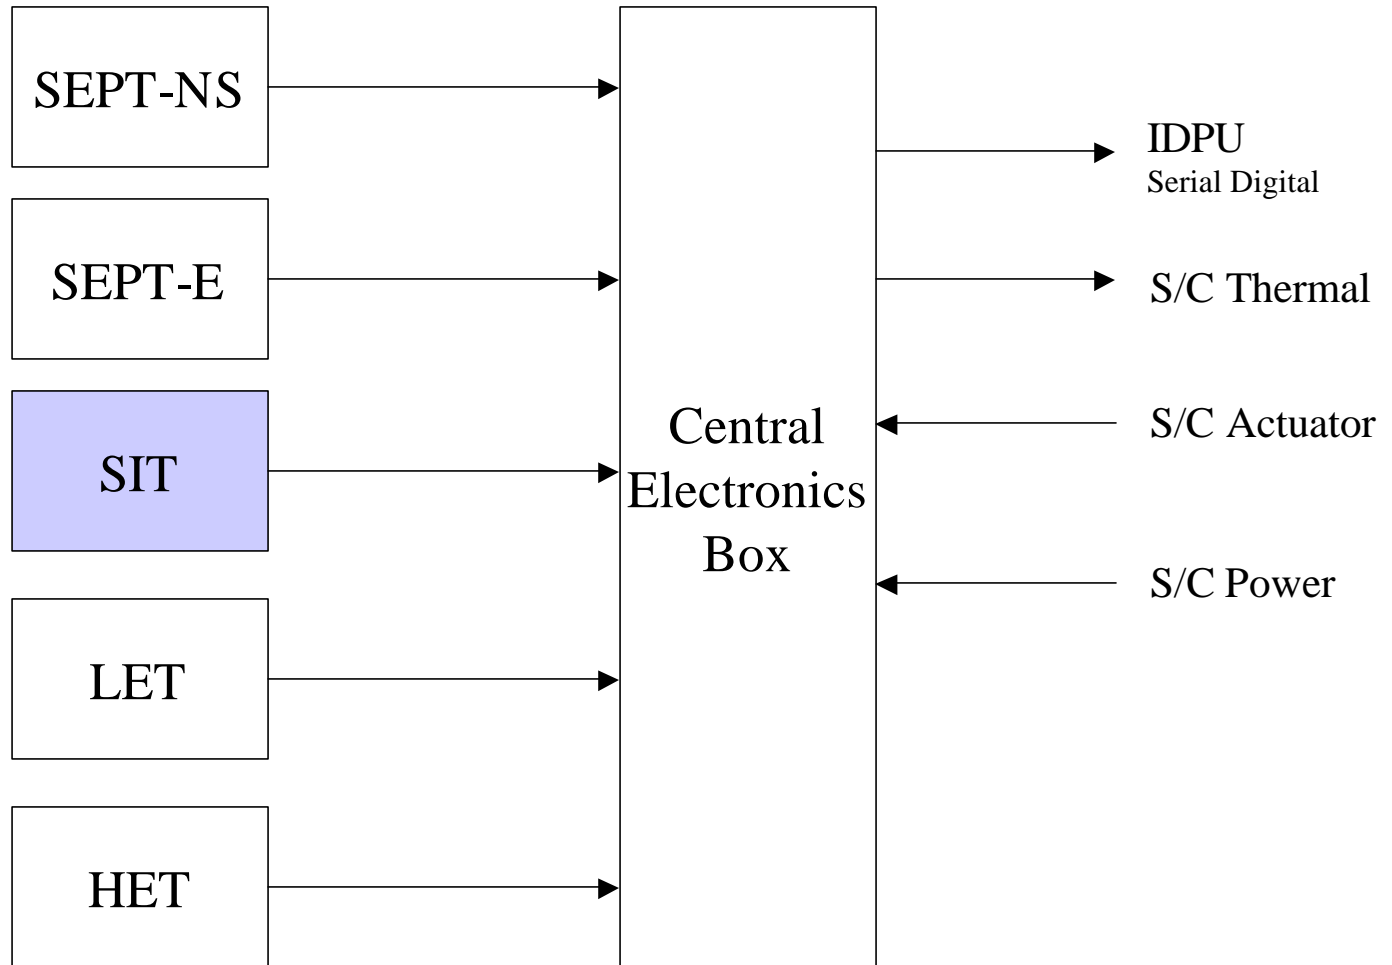 SEPT-NS
SEPT-E
SIT
LET
HET
Central
Electronics
Box
IDPU
Serial Digital
S/C Thermal
S/C Actuator
S/C Power